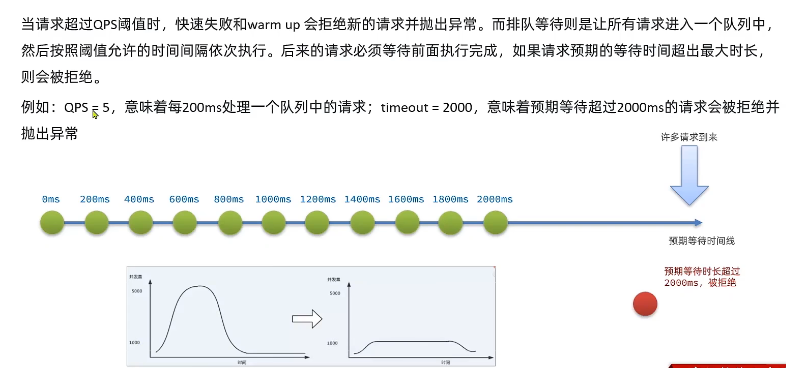 当请求超过QPS阈值时，快速失败和warm up 会拒绝新的请求并抛出异常。而排队等待则是让所有请求进入一个队列中，
然后按照阈值允许的时间间隔依次执行。后来的请求必须等待前面执行完成，如果请求预期的等待时间超出最大时长，
则会被拒绝。
例如：QPS = 5，意味着每200ms处理一个队列中的请求；timeout = 2000，意味着预期等待超过2000ms的请求会被拒绝并
抛出异常
许多请求到来
0ms 200ms 400ms 600ms 800ms 1000ms 1200ms 1400ms 1600ms 1800ms 2000ms
预期等待时间线
预期等待时长超过
2000ms，被拒绝
并发量
5000
1000
时间
并发量
5000
1000
时间